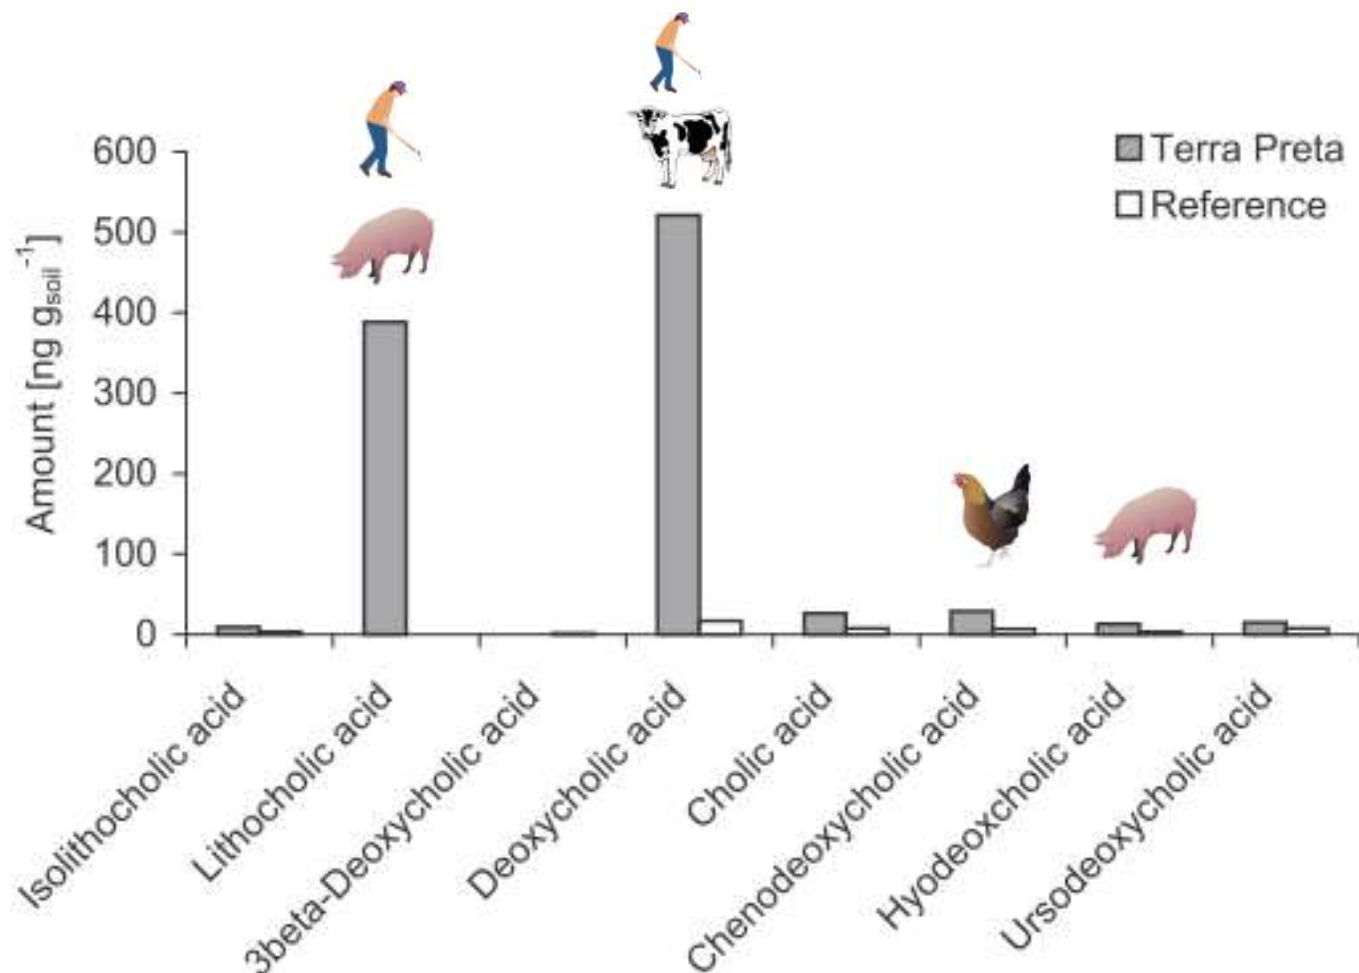 Amount [ng gsoil⁻¹]
600
500
400
300
200
100
0
Terra Preta
Reference
Isolithocholic acid
Lithocholic acid
3beta-Deoxycholic acid
Deoxycholic acid
Cholic acid
Chenodeoxycholic acid
Hyodeoxcholic acid
Ursodeoxycholic acid